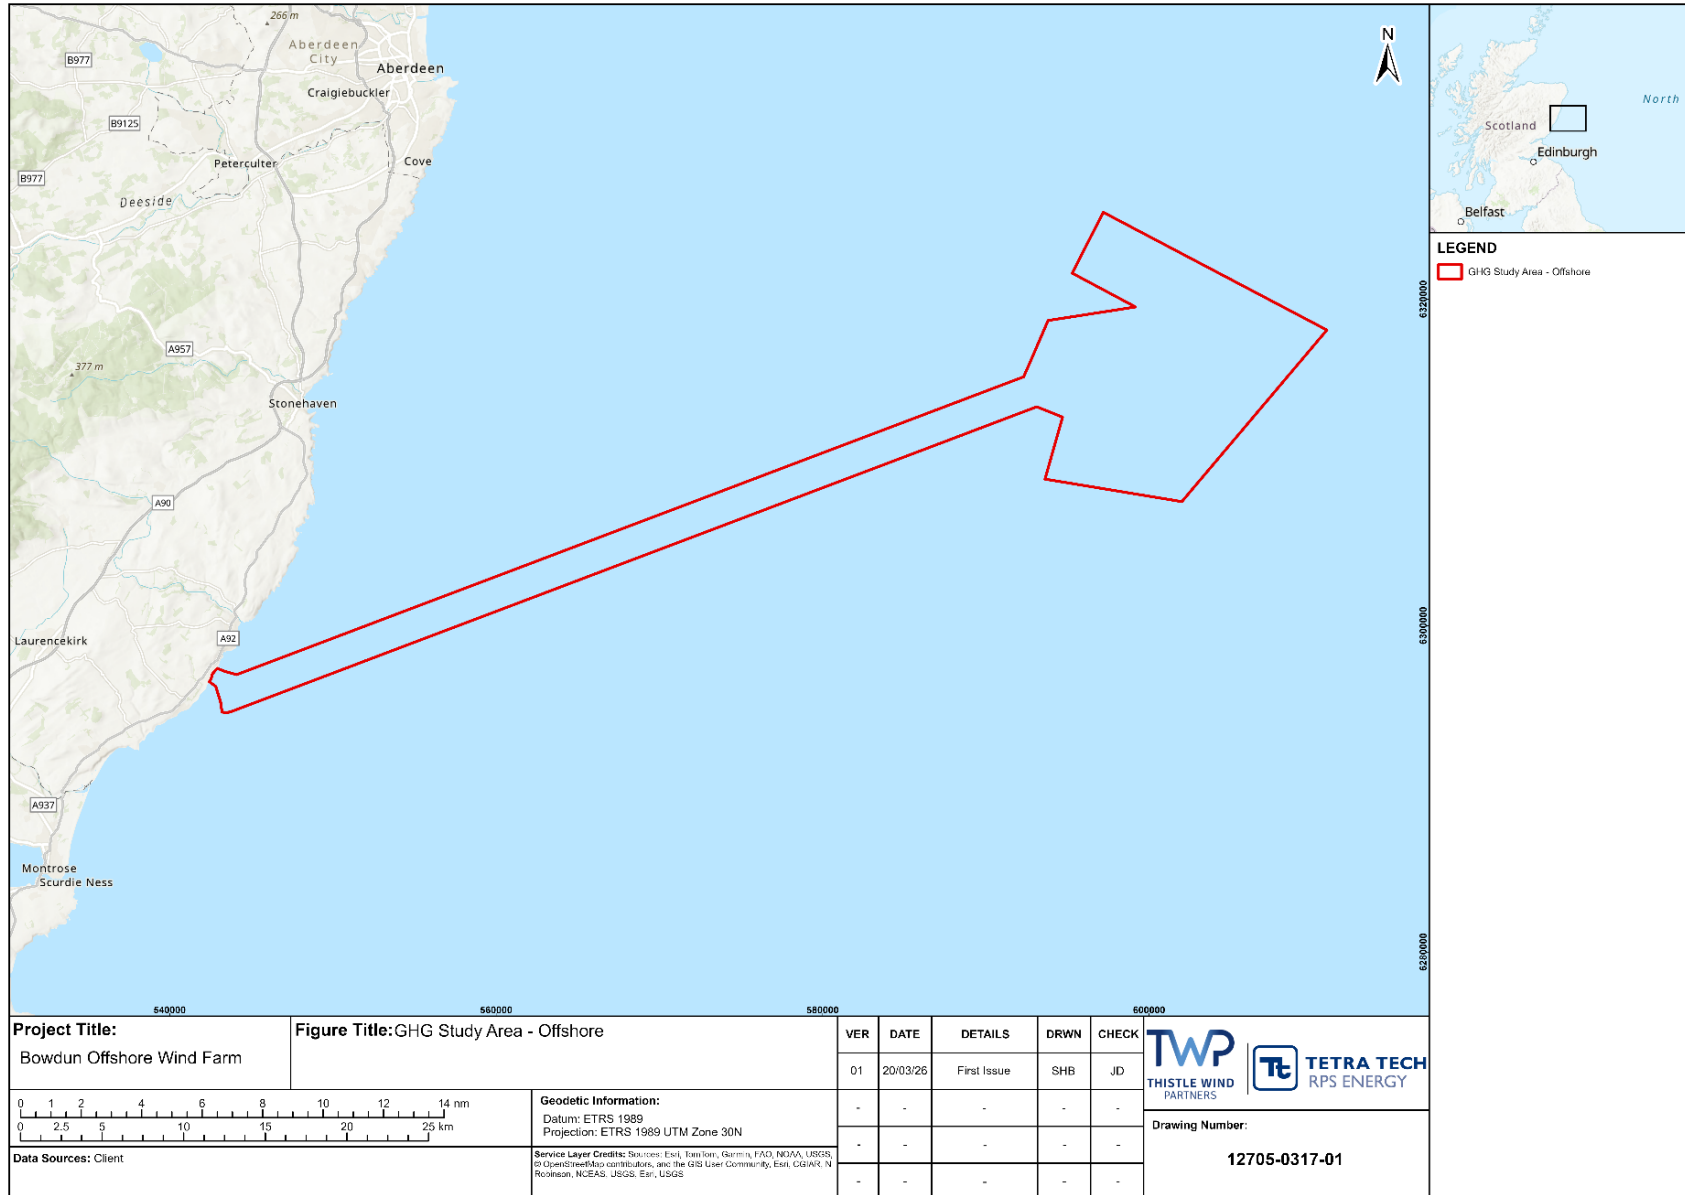 266 m
B977
Aberdeen
City
Aberdeen
Craigiebuckler
B9125
Peterculter
Cove
B977
Deeside
A957
377 m
Stonehaven
A90
Laurencekirk
A92
A937
Montrose
Scurdie Ness
N
6320000
6300000
6280000
540000
560000
580000
600000
North
Scotland
Edinburgh
Belfast
LEGEND
GHG Study Area - Offshore
Project Title:
Bowdun Offshore Wind Farm
Figure Title: GHG Study Area - Offshore
0 1 2 4 6 8 10 12 14 nm
0 2.5 5 10 15 20 25 km
Data Sources: Client
Geodetic Information:
Datum: ETRS 1989
Projection: ETRS 1989 UTM Zone 30N
Service Layer Credits: Sources: Esri, TomTom, Garmin, FAO, NOAA, USGS,
© OpenStreetMap contributors, and the GIS User Community, Esri, CGIAR, N
Robinson, NCEAS, USGS, Esri, USGS
VER DATE DETAILS DRWN CHECK
01 20/03/26 First Issue SHB JD
- - - - -
- - - - -
- - - - -
TWP
THISTLE WIND
PARTNERS
Tt
TETRA TECH
RPS ENERGY
Drawing Number:
12705-0317-01